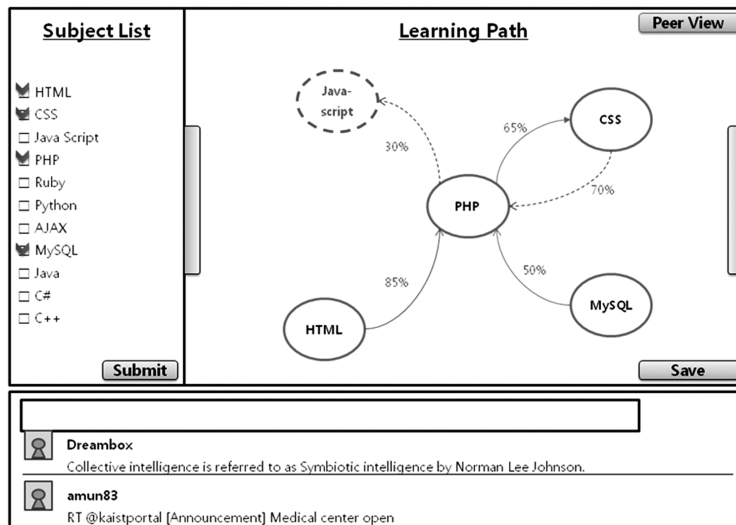 Subject List
Learning Path
Peer View
HTML
CSS
Java Script
PHP
Ruby
Python
AJAX
MySQL
Java
C#
C++
Submit
Java-
script
30%
65%
CSS
70%
PHP
85%
50%
HTML
MySQL
Save
Dreambox
Collective intelligence is referred to as Symbiotic intelligence by Norman Lee Johnson.
amun83
RT @kaistportal [Announcement] Medical center open